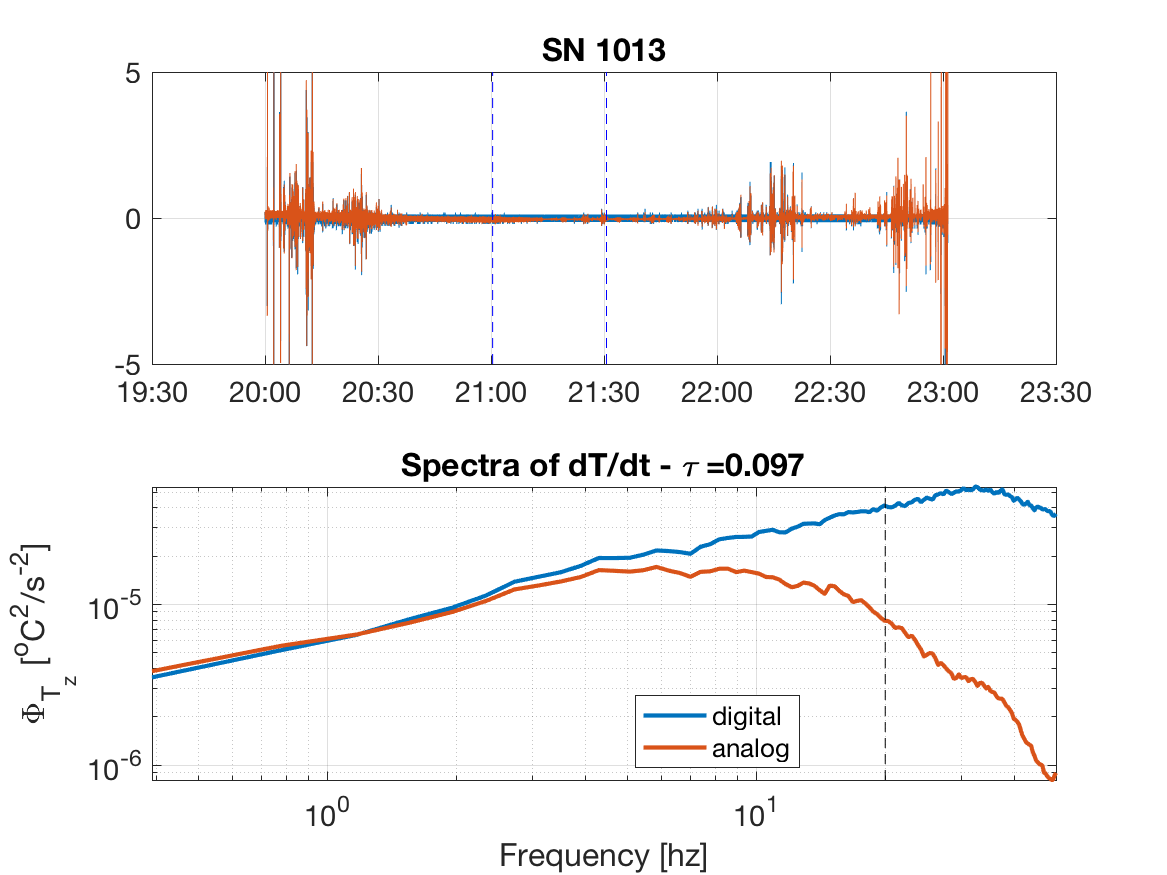 SN 1013
5
0
-5
19:30 20:00 20:30 21:00 21:30 22:00 22:30 23:00 23:30
Spectra of dT/dt - τ =0.097
Φ_{T_z} [°C²/s⁻²]
10⁻⁵
10⁻⁶
digital
analog
10⁰ 10¹
Frequency [hz]